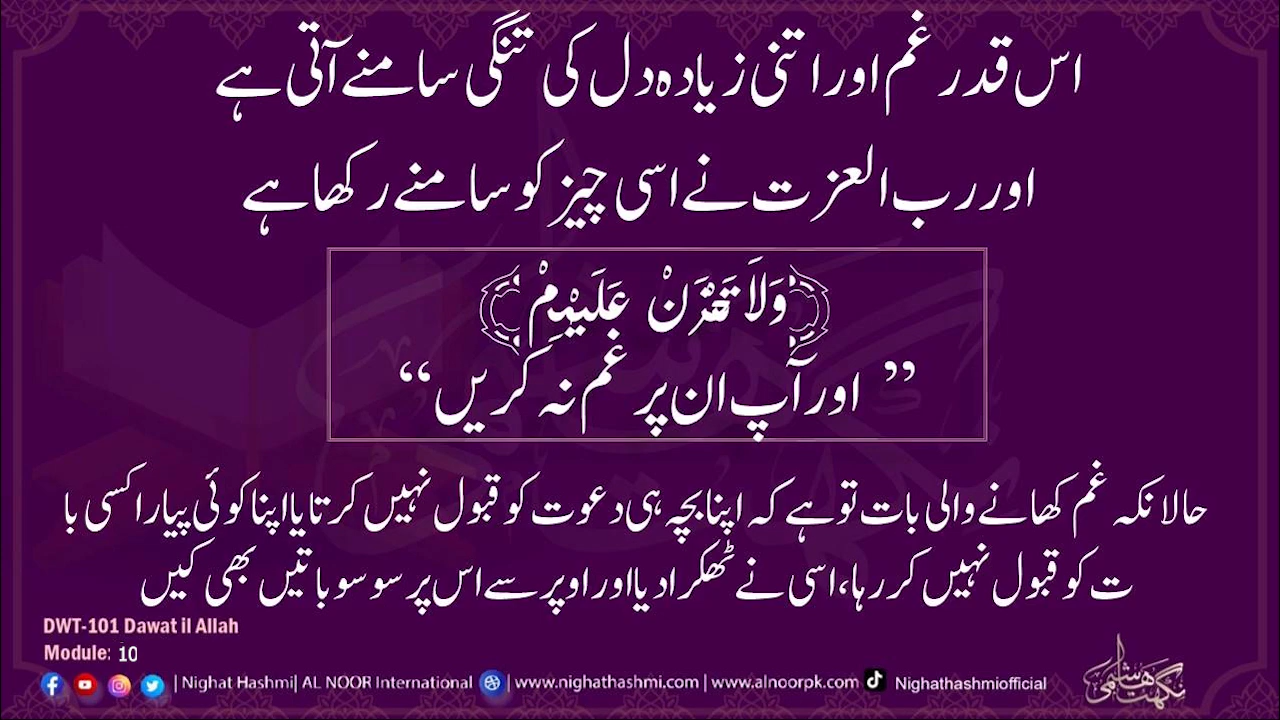 اس قدر غم اور اتنی زیادہ دل کی تنگی سامنے آتی ہے
اور رب العزت نے اسی چیز کو سامنے رکھا ہے
﴿وَلَا تَحْزَنْ عَلَيْهِمْ﴾
”اور آپ ان پر غم نہ کریں“
حالانکہ غم کھانے والی بات تو ہے کہ اپنا بچہ ہی دعوت کو قبول نہیں کرتا یا اپنا کوئی پیارا کسی با
ت کو قبول نہیں کر رہا، اسی نے ٹھکرا دیا اور اوپر سے اس پر سو سو باتیں بھی کیں
DWT-101 Dawat il Allah
Module: 10
| Nighat Hashmi| AL NOOR International | www.nighathashmi.com | www.alnoorpk.com Nighathashmiofficial
نگہت ہاشمی